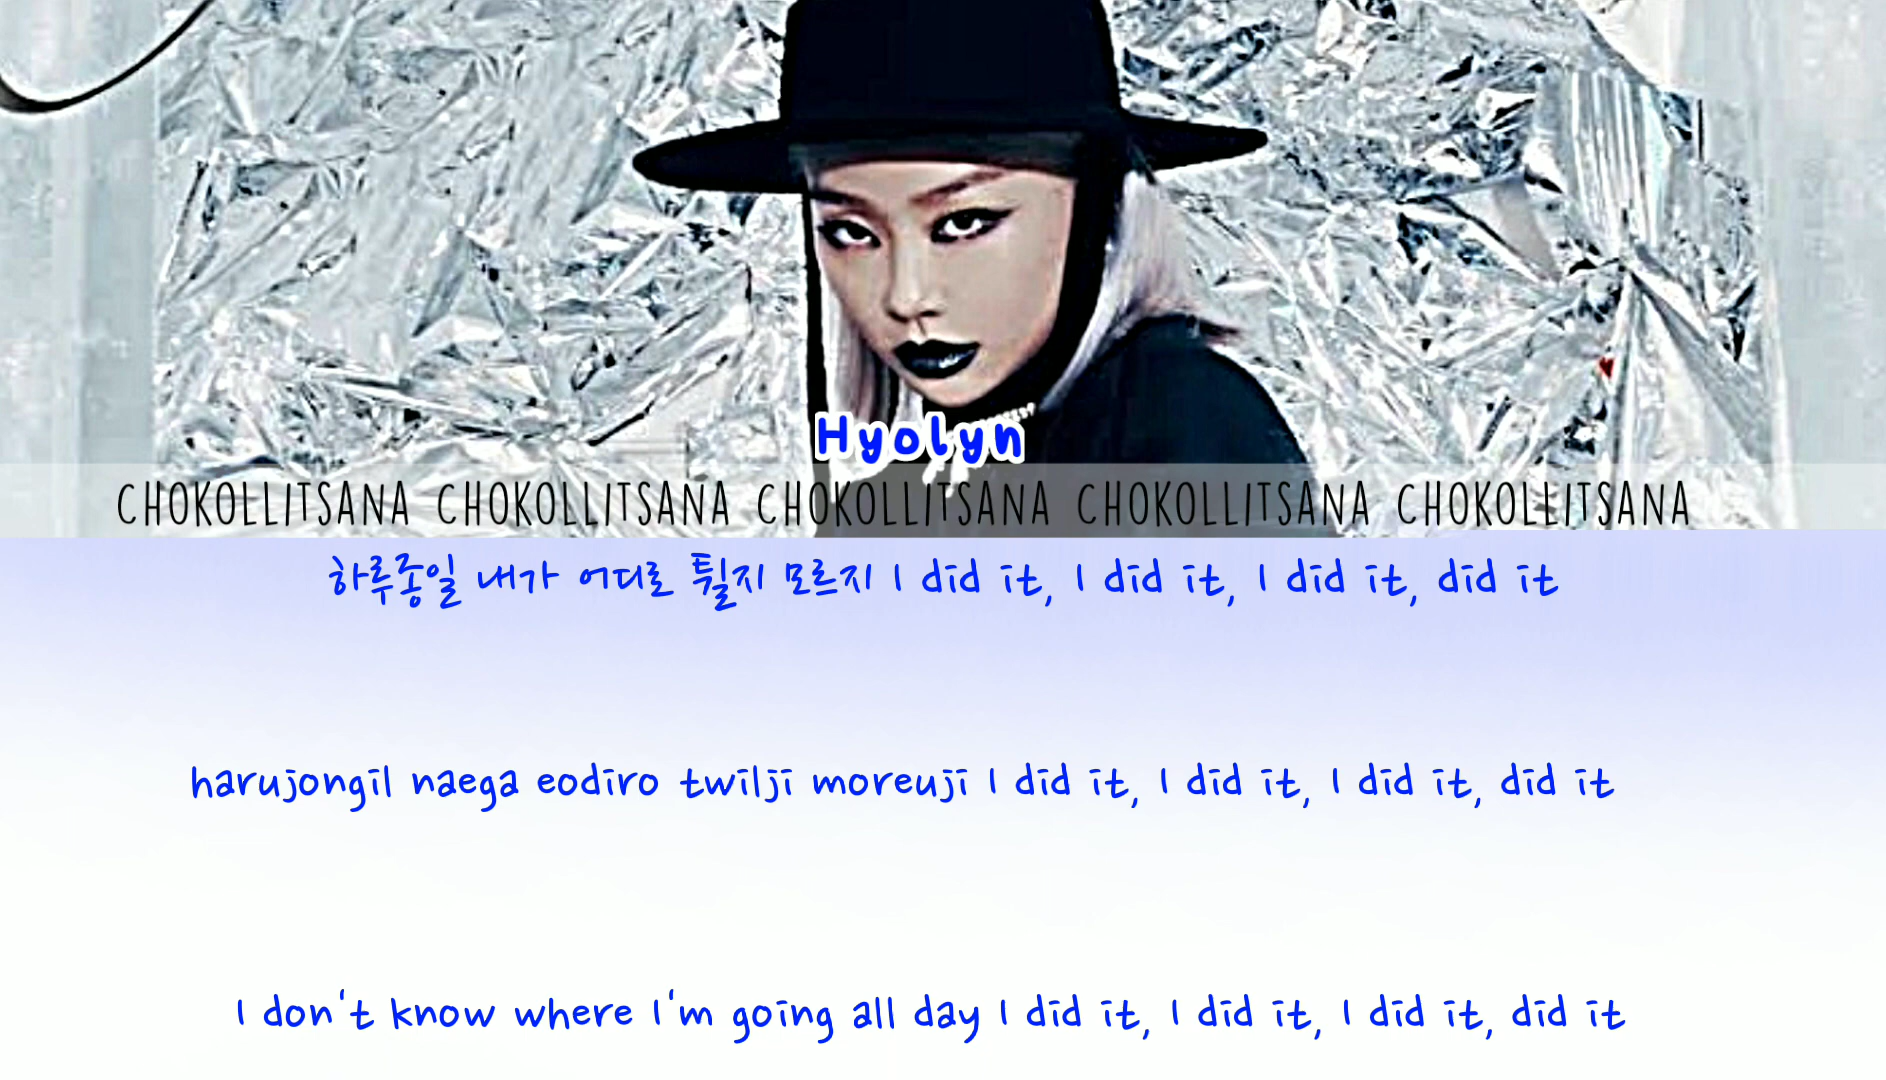 Hyolyn
CHOKOLLITSANA CHOKOLLITSANA CHOKOLLITSANA CHOKOLLITSANA CHOKOLLITSANA
하루종일 내가 어디로 튈지 모르지 I did it, I did it, I did it, did it
harujongil naega eodiro twilji moreuji I did it, I did it, I did it, did it
I don't know where I'm going all day I did it, I did it, I did it, did it